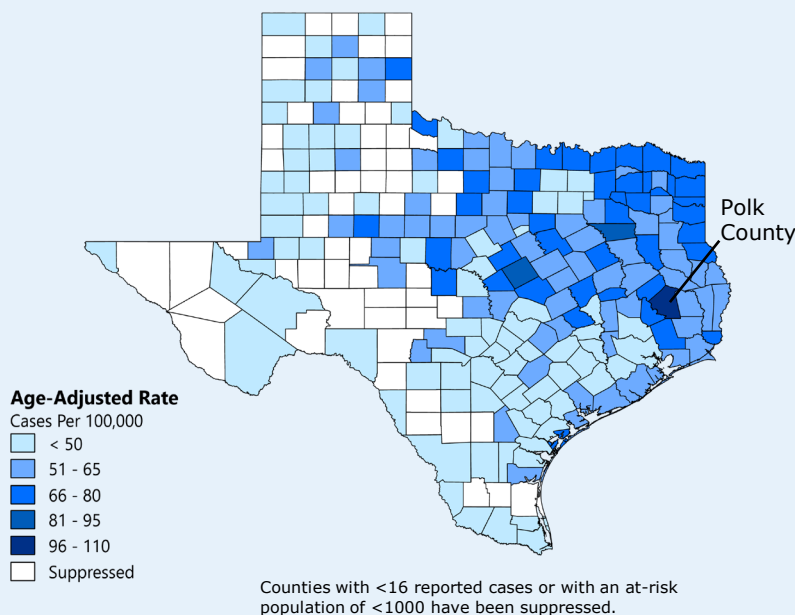 Polk
County
Age-Adjusted Rate
Cases Per 100,000
< 50
51 - 65
66 - 80
81 - 95
96 - 110
Suppressed
Counties with <16 reported cases or with an at-risk
population of <1000 have been suppressed.